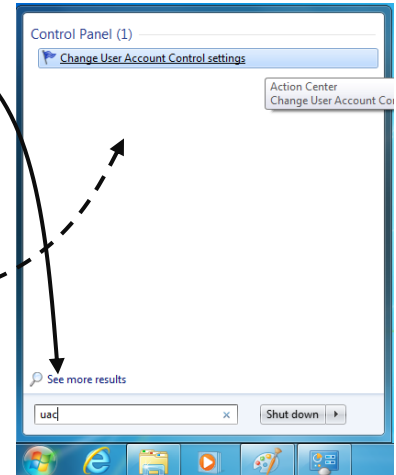 Control Panel (1)
Change User Account Control settings
Action Center
Change User Account Con
See more results
uac
Shut down